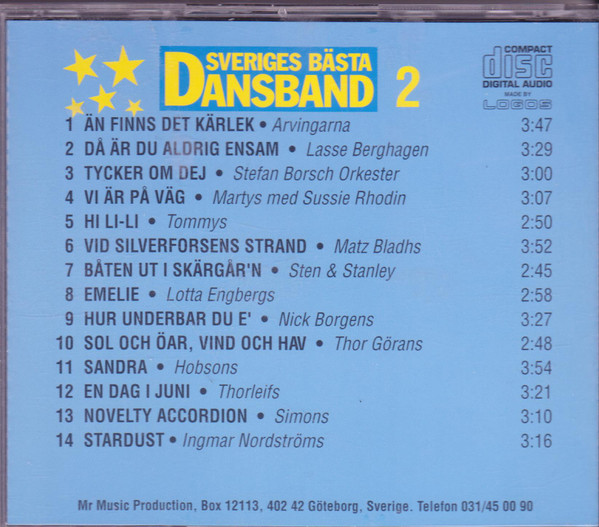 SVERIGES BÄSTA
DANSBAND 2
COMPACT
disc
DIGITAL AUDIO
MADE BY
LOGOS
1 ÄN FINNS DET KÄRLEK • Arvingarna 3:47
2 DÅ ÄR DU ALDRIG ENSAM • Lasse Berghagen 3:29
3 TYCKER OM DEJ • Stefan Borsch Orkester 3:00
4 VI ÄR PÅ VÄG • Martys med Sussie Rhodin 3:07
5 HI LI-LI • Tommys 2:50
6 VID SILVERFORSENS STRAND • Matz Bladhs 3:52
7 BÅTEN UT I SKÄRGÅR'N • Sten & Stanley 2:45
8 EMELIE • Lotta Engbergs 2:58
9 HUR UNDERBAR DU E' • Nick Borgens 3:27
10 SOL OCH ÖAR, VIND OCH HAV • Thor Görans 2:48
11 SANDRA • Hobsons 3:54
12 EN DAG I JUNI • Thorleifs 3:21
13 NOVELTY ACCORDION • Simons 3:10
14 STARDUST • Ingmar Nordströms 3:16
Mr Music Production, Box 12113, 402 42 Göteborg, Sverige. Telefon 031/45 00 90